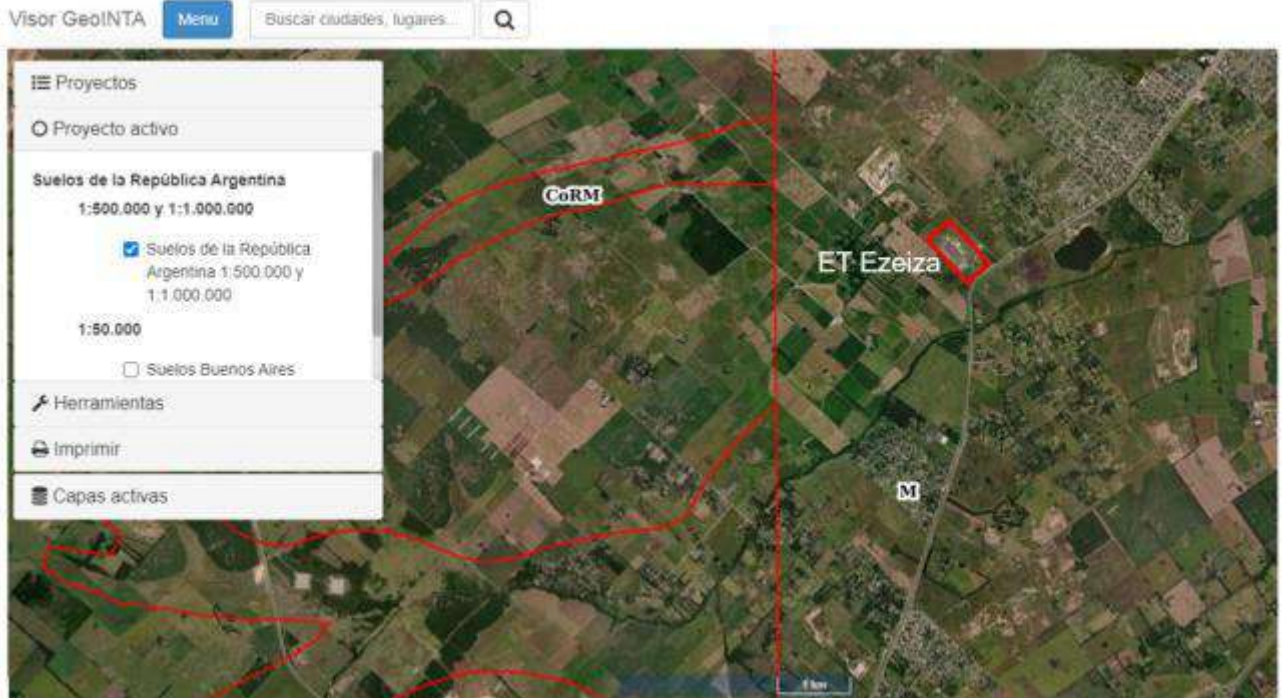 Visor GeoINTA
Menu
Buscar ciudades, lugares...
Proyectos
Proyecto activo
Suelos de la República Argentina
1:500.000 y 1:1.000.000
Suelos de la República
Argentina 1:500.000 y
1:1.000.000
1:50.000
Suelos Buenos Aires
Herramientas
Imprimir
Capas activas
CoRM
ET Ezeiza
M
1 km